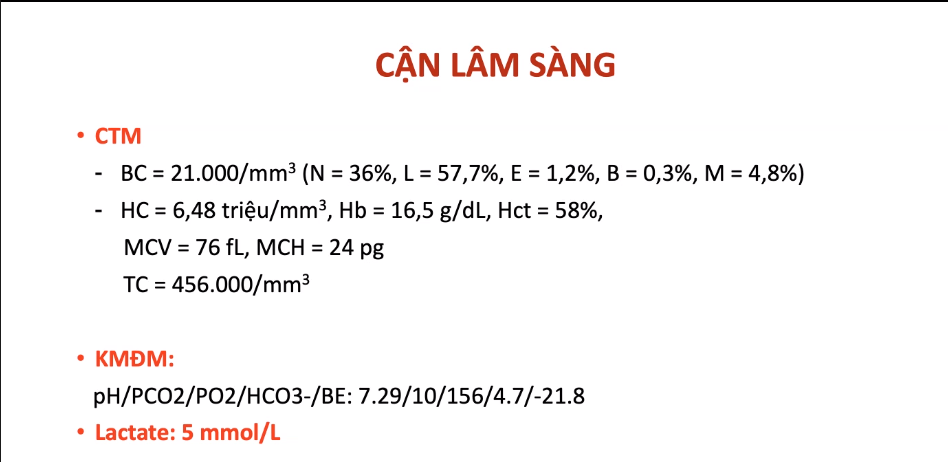 CẬN LÂM SÀNG
• CTM
- BC = 21.000/mm³ (N = 36%, L = 57,7%, E = 1,2%, B = 0,3%, M = 4,8%)
- HC = 6,48 triệu/mm³, Hb = 16,5 g/dL, Hct = 58%,
MCV = 76 fL, MCH = 24 pg
TC = 456.000/mm³
• KMĐM:
pH/PCO2/PO2/HCO3-/BE: 7.29/10/156/4.7/-21.8
• Lactate: 5 mmol/L